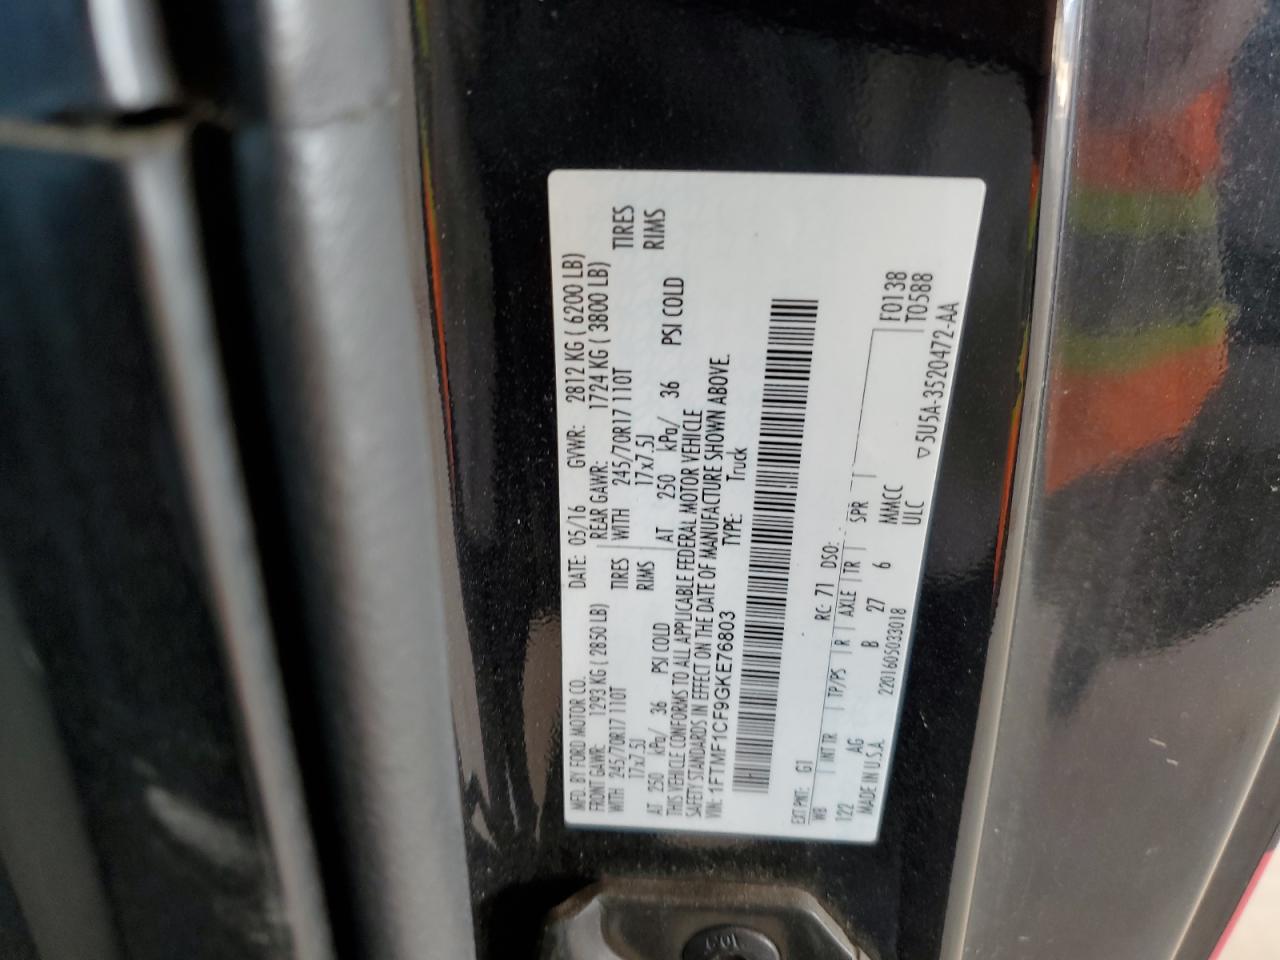 MFD. BY FORD MOTOR CO. DATE: 05/16 GVWR: 2812 KG ( 6200 LB)
FRONT GAWR: 1293 KG ( 2850 LB) REAR GAWR: 1724 KG ( 3800 LB)
WITH 245/70R17 110T TIRES WITH 245/70R17 110T TIRES
17x7.5J RIMS 17x7.5J RIMS
AT 250 kPa/ 36 PSI COLD AT 250 kPa/ 36 PSI COLD
THIS VEHICLE CONFORMS TO ALL APPLICABLE FEDERAL MOTOR VEHICLE
SAFETY STANDARDS IN EFFECT ON THE DATE OF MANUFACTURE SHOWN ABOVE.
VIN: 1FTMF1CF9GKE76803 TYPE: Truck
EXT PNT: G1 RC: 71 DSO:
WB INT TR TP/PS R AXLE TR SPR
122 AG B 27 6 MMCC F0138
MADE IN U.S.A. 2201605033018 ULC T0588
▽5U5A-3520472-AA